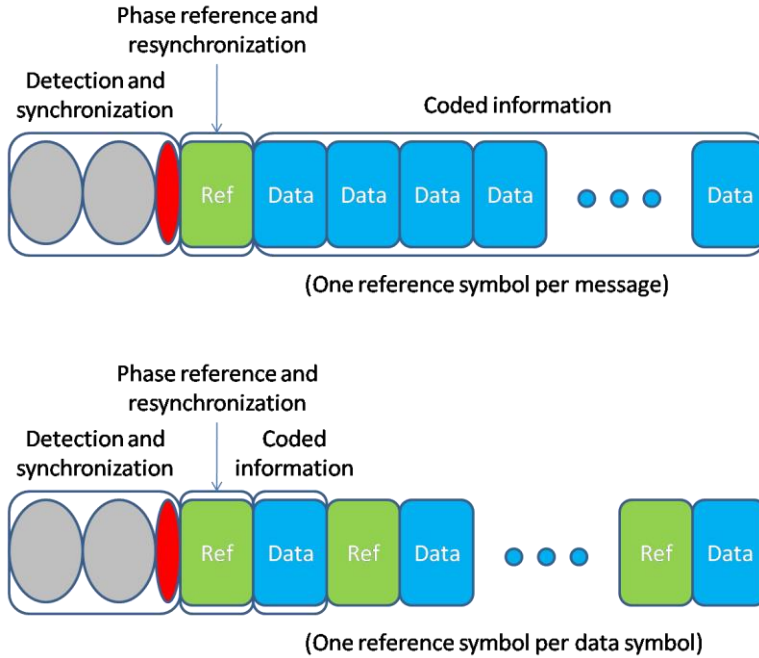 Phase reference and
resynchronization
Detection and
synchronization
Coded information
Ref Data Data Data Data Data
(One reference symbol per message)
Phase reference and
resynchronization
Detection and
synchronization
Coded
information
Ref Data Ref Data Ref Data
(One reference symbol per data symbol)